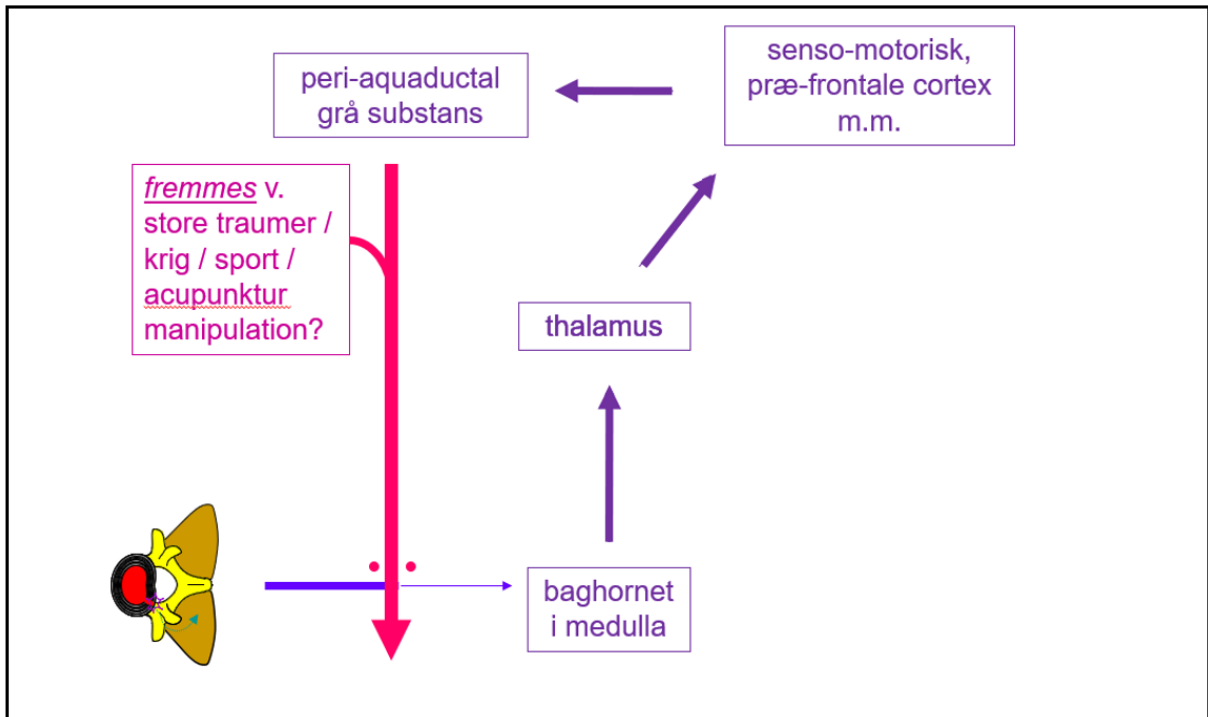 peri-aquaductal
grå substans
senso-motorisk,
præ-frontale cortex
m.m.
fremmes v.
store traumer /
krig / sport /
acupunktur
manipulation?
thalamus
baghornet
i medulla